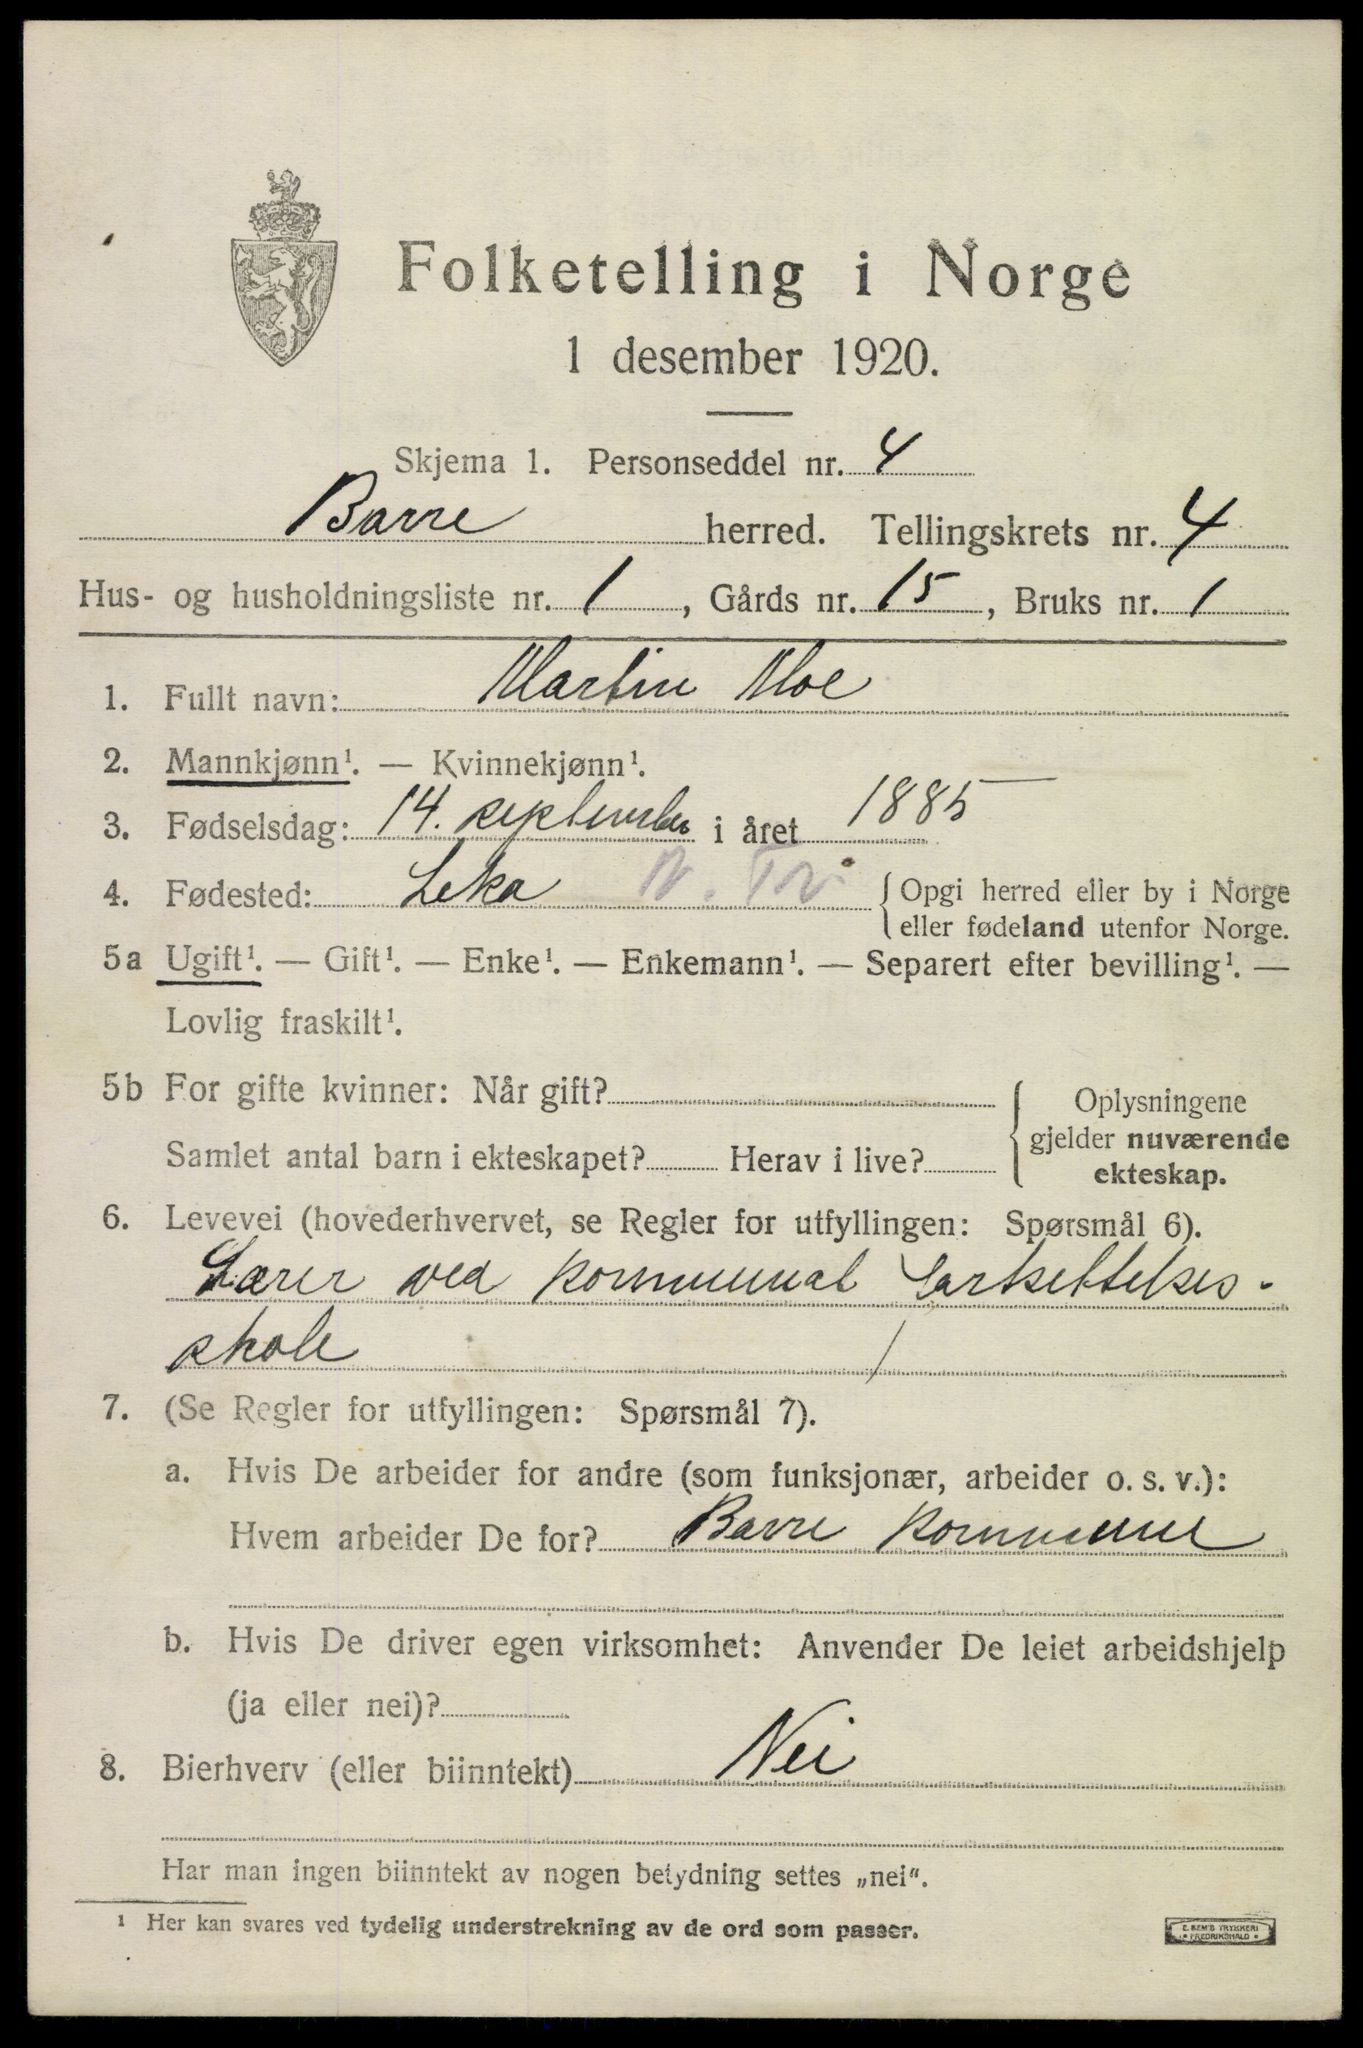 Folketelling i Norge
1 desember 1920.
Skjema 1. Personseddel nr. 4
Barre herred. Tellingskrets nr. 4
Hus- og husholdningsliste nr. 1, Gårds nr. 15, Bruks nr. 1
1. Fullt navn: Martin Moe
2. Mannkjønn¹. — Kvinnekjønn¹.
3. Fødselsdag: 14. september i året 1885
4. Fødested: Leka N. Tr. { Opgi herred eller by i Norge
eller fødeland utenfor Norge.
5a Ugift¹. — Gift¹. — Enke¹. — Enkemann¹. — Separert efter bevilling¹. —
Lovlig fraskilt¹.
5b For gifte kvinner: Når gift? { Oplysningene
gjelder nuværende
Samlet antal barn i ekteskapet? Herav i live?
ekteskap.
6. Levevei (hovederhvervet, se Regler for utfyllingen: Spørsmål 6).
Lærer ved kommunal fortsettelses-
skole
7. (Se Regler for utfyllingen: Spørsmål 7).
a. Hvis De arbeider for andre (som funksjonær, arbeider o. s. v.):
Hvem arbeider De for? Barre kommune
b. Hvis De driver egen virksomhet: Anvender De leiet arbeidshjelp
(ja eller nei)?
8. Bierhverv (eller biinntekt) Nei
Har man ingen biinntekt av nogen betydning settes „nei".
¹ Her kan svares ved tydelig understrekning av de ord som passer.
E. SEM'S TRYKKERI
FREDRIKSHALD